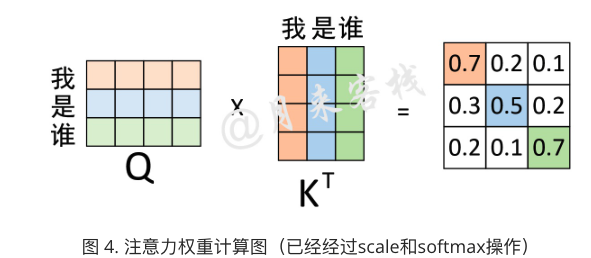 我是谁
我
是
谁
X
=
Q
K^T
0.7 0.2 0.1
0.3 0.5 0.2
0.2 0.1 0.7
@月来客栈
图 4. 注意力权重计算图（已经经过scale和softmax操作）